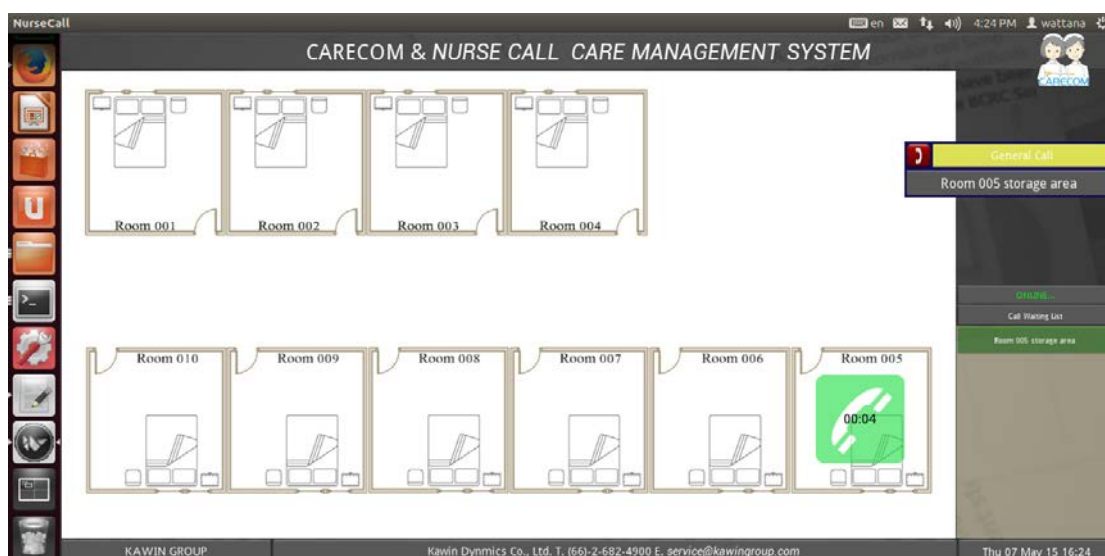 NurseCall
en
4:24 PM
wattana
CARECOM & NURSE CALL CARE MANAGEMENT SYSTEM
CARECOM
General Call
Room 005 storage area
Room 001
Room 002
Room 003
Room 004
ONLINE...
Call Waiting List
Room 005 storage area
Room 010
Room 009
Room 008
Room 007
Room 006
Room 005
00:04
KAWIN GROUP
Kawin Dynmics Co., Ltd. T. (66)-2-682-4900 E. service@kawingroup.com
Thu 07 May 15 16:24